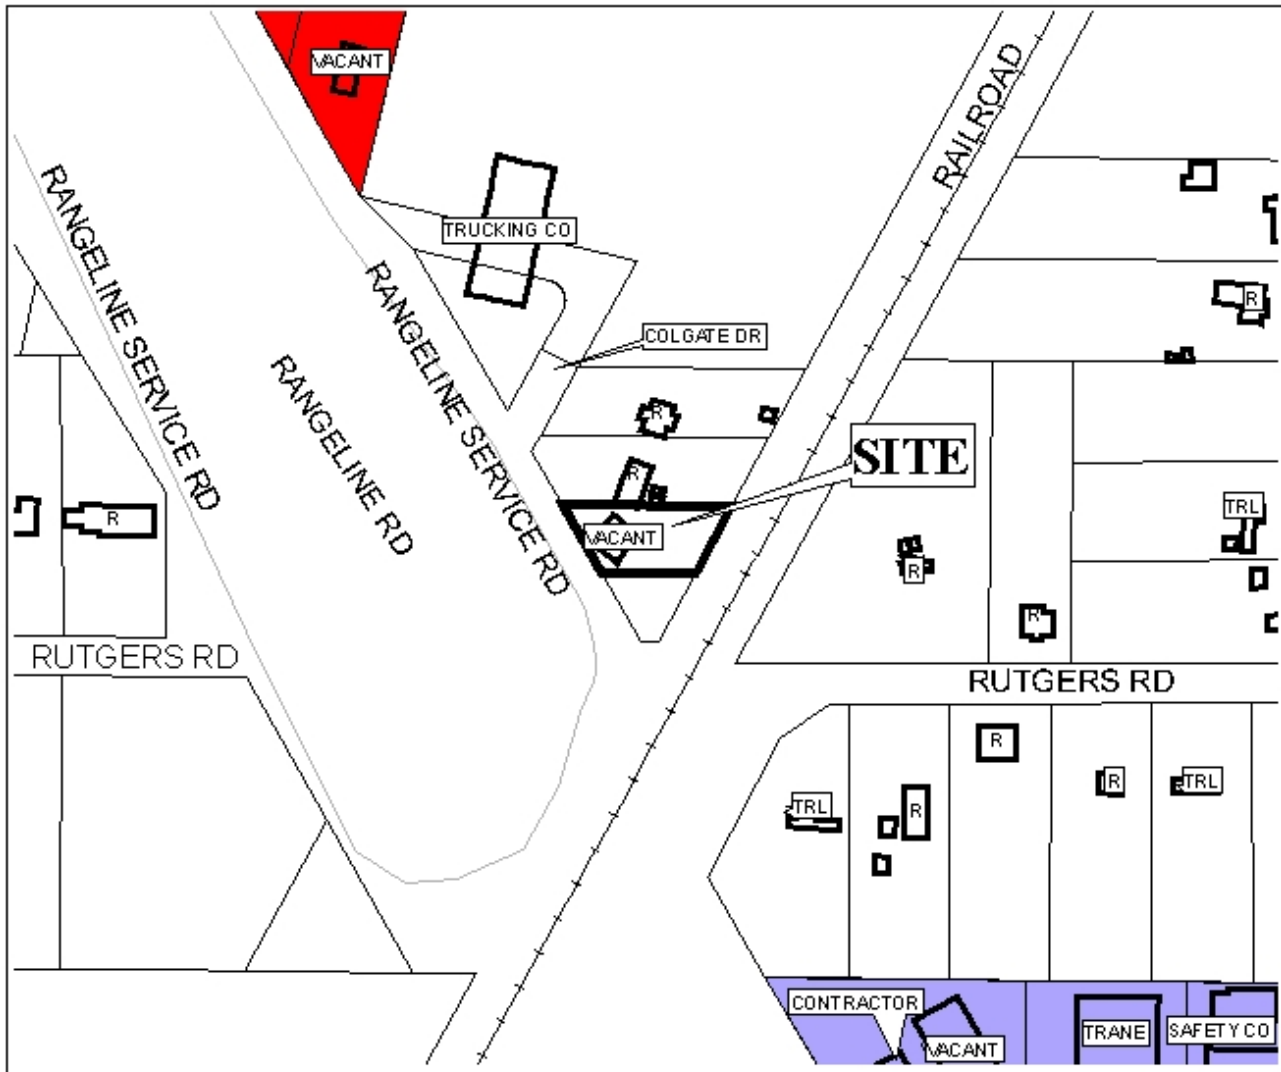 VACANT
RAILROAD
TRUCKING CO
RANGELINE SERVICE RD
RANGELINE SERVICE RD
RANGELINE RD
R
COLGATE DR
R
SITE
R
R
VACANT
TRL
R
R
RUTGERS RD
RUTGERS RD
R
TRL
R
R
TRL
CONTRACTOR
VACANT
TRANE
SAFETY CO